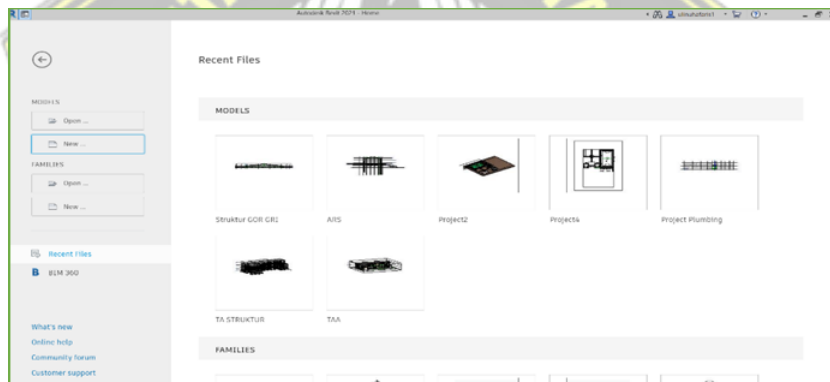 Autodesk Revit 2021 - Home
Recent Files
MODELS
Open ...
New ...
FAMILIES
Open ...
New ...
Recent Files
BIM 360
What's new
Online help
Community forum
Customer support
MODELS
Struktur GOR GRI
ARS
Project2
Project4
Project Plumbing
TA STRUKTUR
TAA
FAMILIES